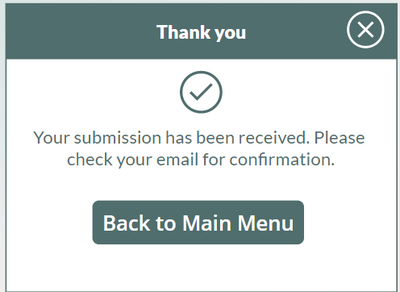 Thank you
Your submission has been received. Please
check your email for confirmation.
Back to Main Menu